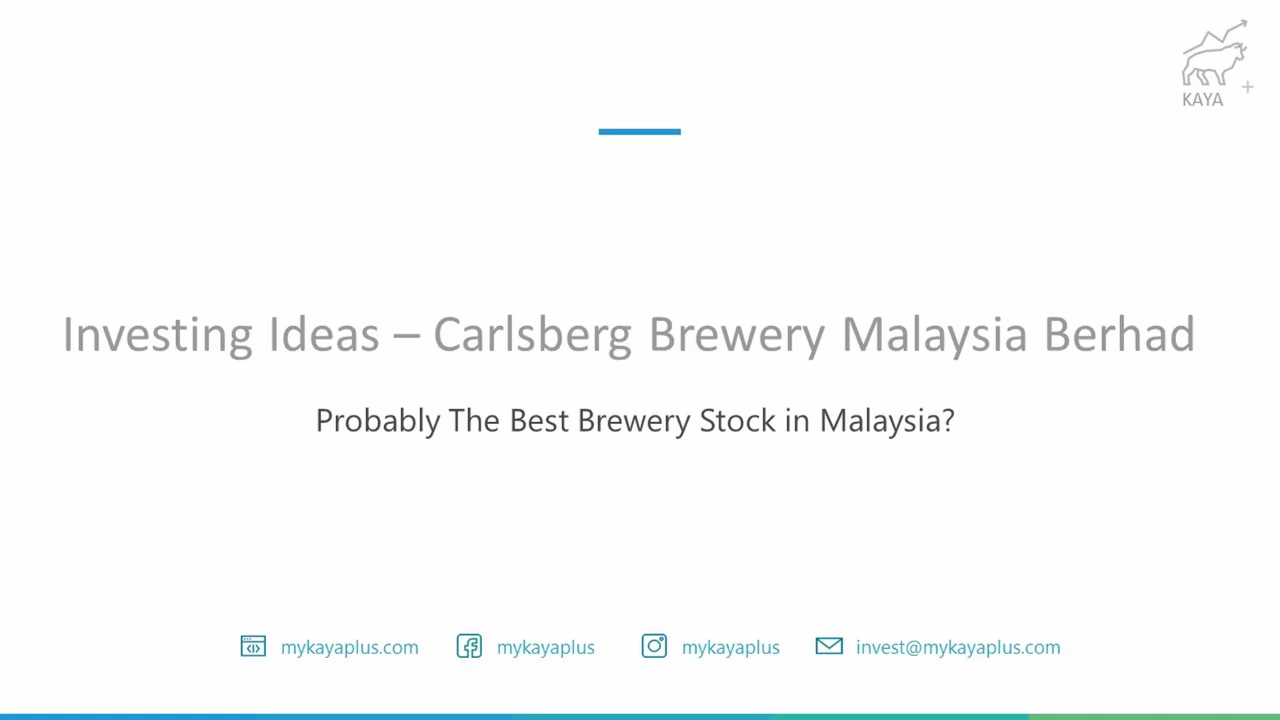 KAYA +
Investing Ideas – Carlsberg Brewery Malaysia Berhad
Probably The Best Brewery Stock in Malaysia?
mykayaplus.com mykayaplus mykayaplus invest@mykayaplus.com